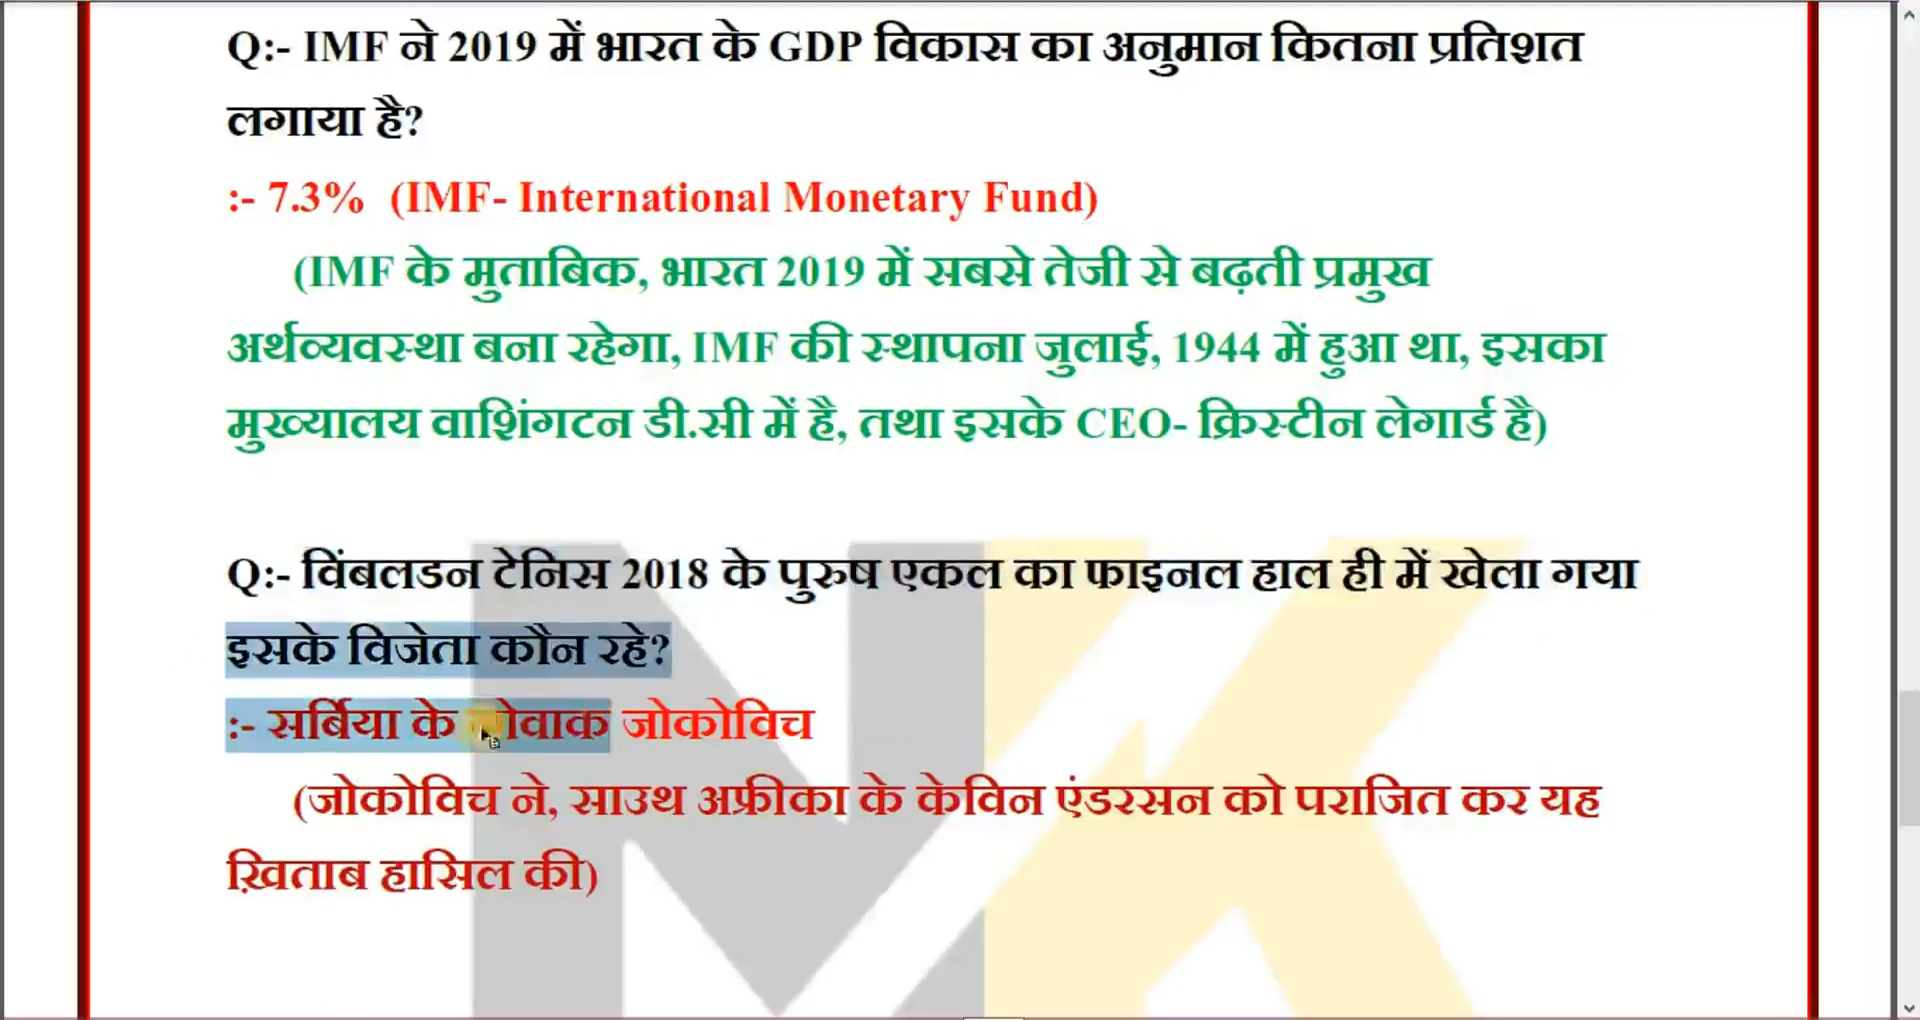 Q:- IMF ने 2019 में भारत के GDP विकास का अनुमान कितना प्रतिशत
लगाया है?
:- 7.3% (IMF- International Monetary Fund)
(IMF के मुताबिक, भारत 2019 में सबसे तेजी से बढ़ती प्रमुख
अर्थव्यवस्था बना रहेगा, IMF की स्थापना जुलाई, 1944 में हुआ था, इसका
मुख्यालय वाशिंगटन डी.सी में है, तथा इसके CEO- क्रिस्टीन लेगार्ड है)
Q:- विंबलडन टेनिस 2018 के पुरुष एकल का फाइनल हाल ही में खेला गया
इसके विजेता कौन रहे?
:- सर्बिया के जोकोविच
(जोकोविच ने, साउथ अफ्रीका के केविन एंडरसन को पराजित कर यह
ख़िताब हासिल की)
NK